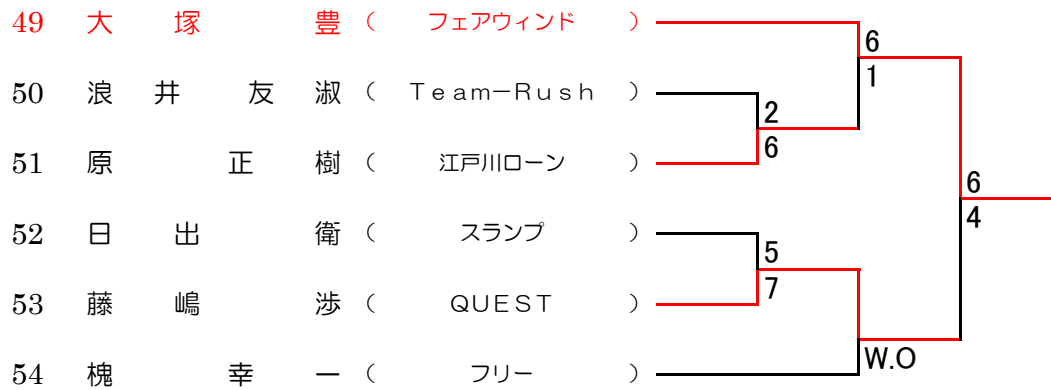 49 大塚 豊 ( フェアウィンド )
6
1
50 浪井 友淑 ( Team-Rush )
2
6
51 原 正樹 ( 江戸川ローン )
6
4
52 日出 衛 ( スランプ )
5
7
53 藤嶋 渉 ( QUEST )
W.O
54 槐 幸一 ( フリー )